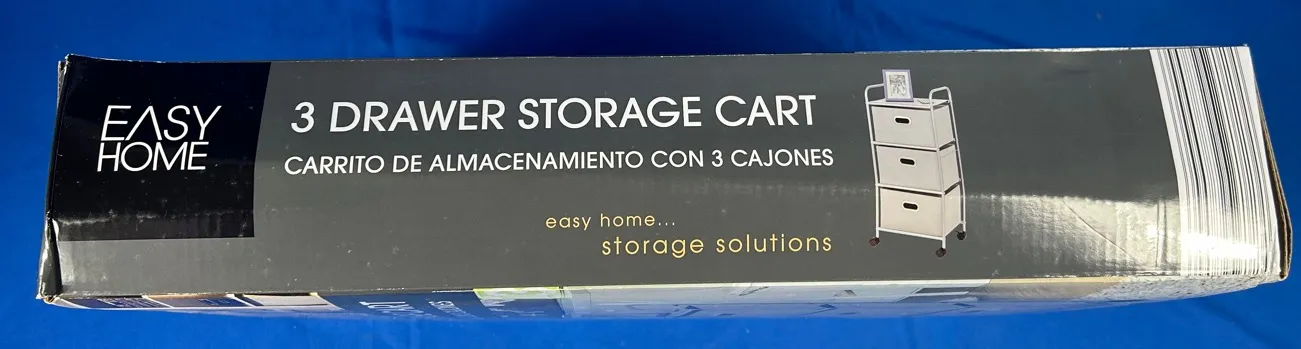 EASY
HOME
3 DRAWER STORAGE CART
CARRITO DE ALMACENAMIENTO CON 3 CAJONES
easy home...
storage solutions